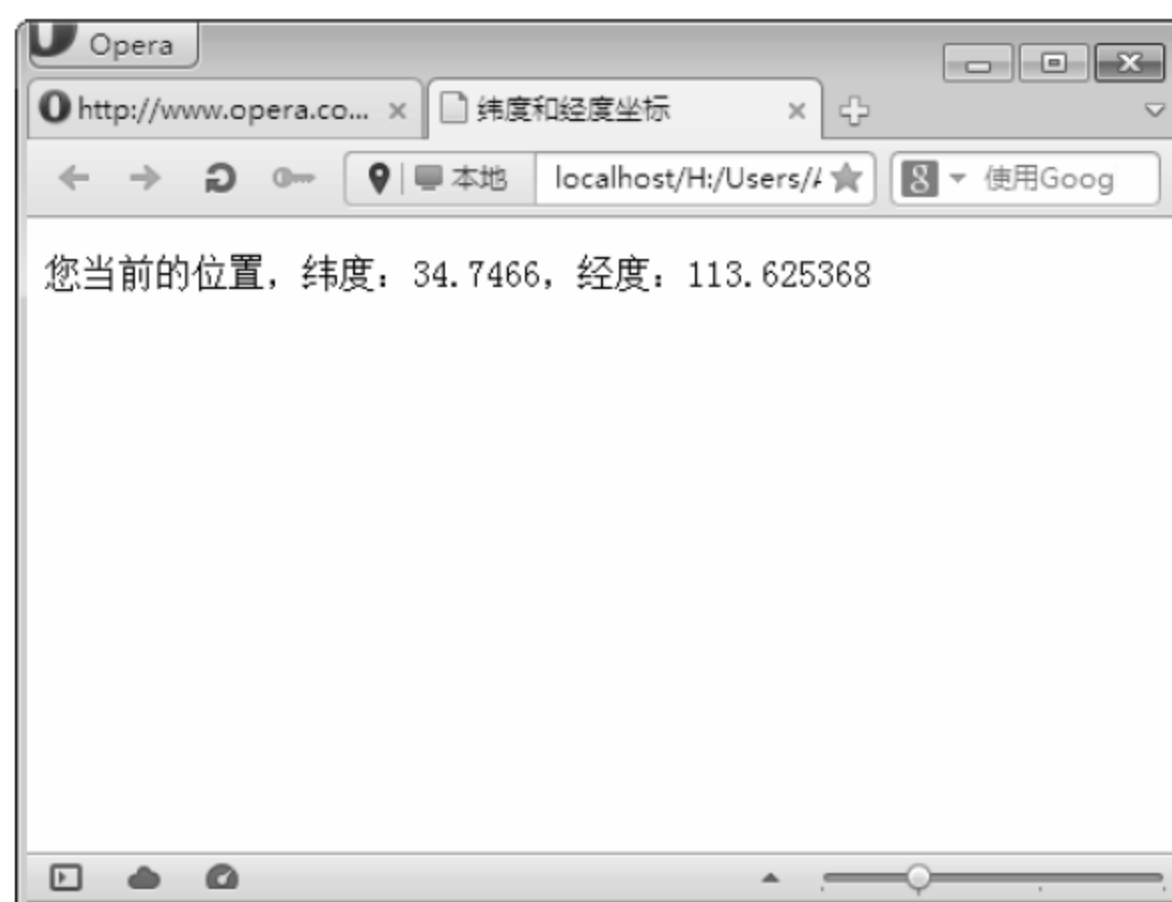 Opera
http://www.opera.co...
纬度和经度坐标
本地
localhost/H:/Users/
使用Goog
您当前的位置，纬度：34.7466，经度：113.625368